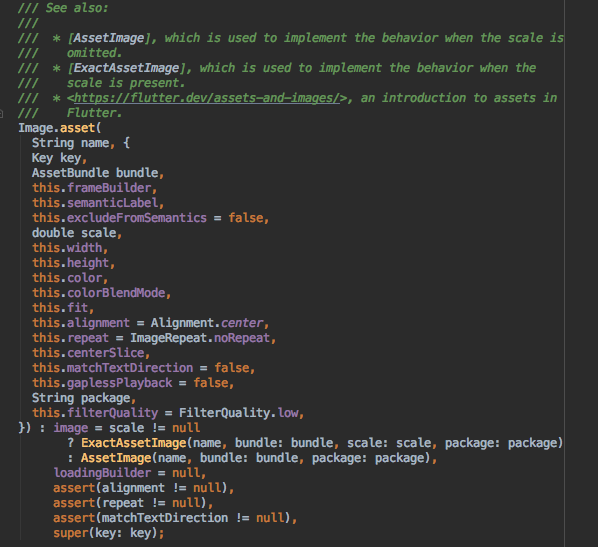 /// See also:
///
///  * [AssetImage], which is used to implement the behavior when the scale is
///    omitted.
///  * [ExactAssetImage], which is used to implement the behavior when the
///    scale is present.
///  * <https://flutter.dev/assets-and-images/>, an introduction to assets in
///    Flutter.
Image.asset(
  String name, {
  Key key,
  AssetBundle bundle,
  this.frameBuilder,
  this.semanticLabel,
  this.excludeFromSemantics = false,
  double scale,
  this.width,
  this.height,
  this.color,
  this.colorBlendMode,
  this.fit,
  this.alignment = Alignment.center,
  this.repeat = ImageRepeat.noRepeat,
  this.centerSlice,
  this.matchTextDirection = false,
  this.gaplessPlayback = false,
  String package,
  this.filterQuality = FilterQuality.low,
}) : image = scale != null
       ? ExactAssetImage(name, bundle: bundle, scale: scale, package: package)
       : AssetImage(name, bundle: bundle, package: package),
     loadingBuilder = null,
     assert(alignment != null),
     assert(repeat != null),
     assert(matchTextDirection != null),
     super(key: key);